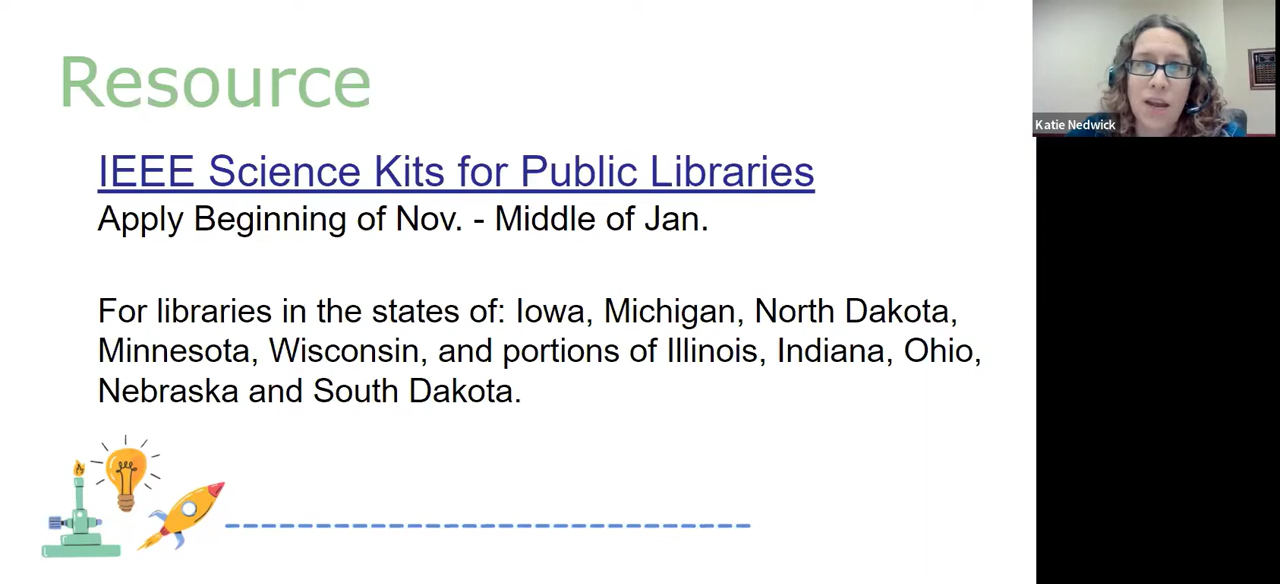 Resource
IEEE Science Kits for Public Libraries
Apply Beginning of Nov. - Middle of Jan.
For libraries in the states of: Iowa, Michigan, North Dakota,
Minnesota, Wisconsin, and portions of Illinois, Indiana, Ohio,
Nebraska and South Dakota.
Katie Nedwick